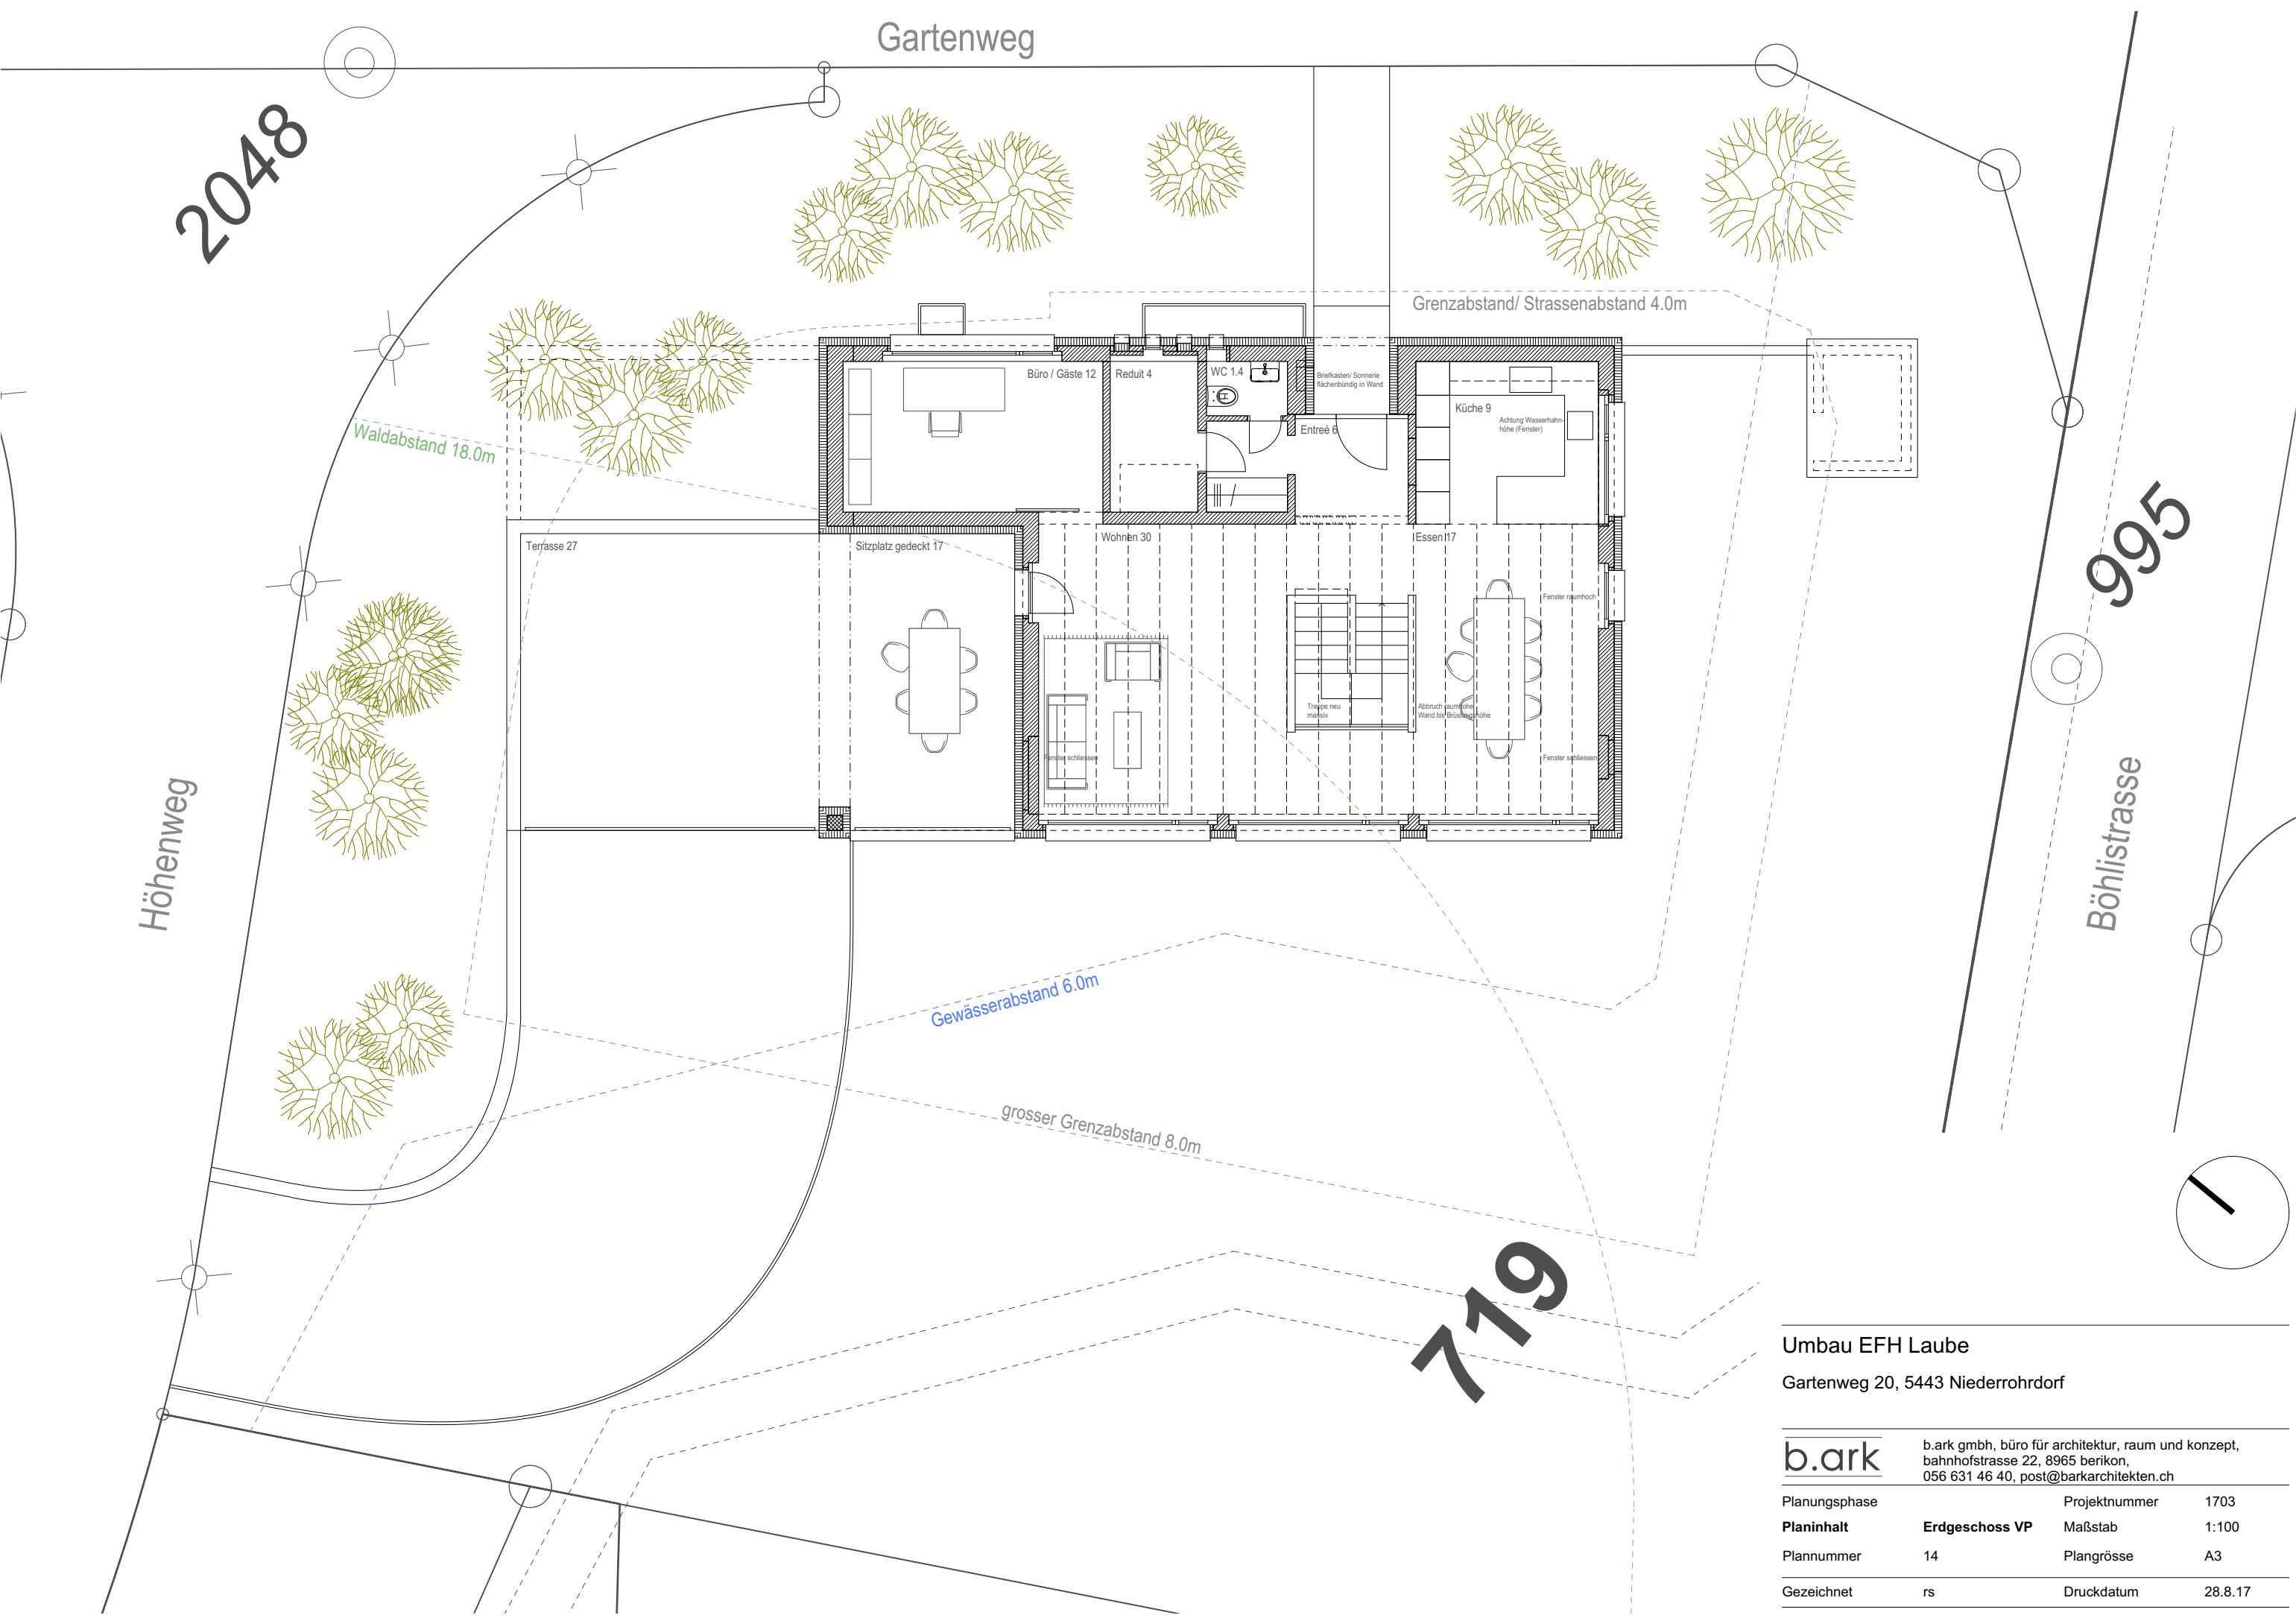 Gartenweg
2048
Grenzabstand/ Strassenabstand 4.0m
Büro / Gäste 12
Reduit 4
WC 1.4
Briefkasten/ Sonnerie
flächenbündig in Wand
Küche 9
Achtung Wasserhahn-
höhe (Fenster)
Entreé 6
Waldabstand 18.0m
995
Terrasse 27
Sitzplatz gedeckt 17
Wohnen 30
Essen 17
Fenster raumhoch
Treppe neu
massiv
Abbruch raumhohe
Wand bis Brüstungshöhe
Fenster schliessen
Fenster schliessen
Höhenweg
Böhlistrasse
Gewässerabstand 6.0m
grosser Grenzabstand 8.0m
719
Umbau EFH Laube
Gartenweg 20, 5443 Niederrohrdorf
b.ark
b.ark gmbh, büro für architektur, raum und konzept,
bahnhofstrasse 22, 8965 berikon,
056 631 46 40, post@barkarchitekten.ch
Planungsphase Projektnummer 1703
Planinhalt Erdgeschoss VP Maßstab 1:100
Plannummer 14 Plangrösse A3
Gezeichnet rs Druckdatum 28.8.17